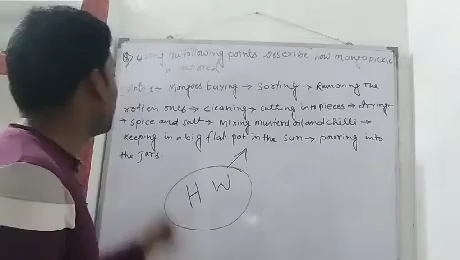 Q) Using the following points describe how mango pickle
is
Points → Mangoes buying → Sorting → Removing the
rotten ones → cleaning → cutting into pieces → drying →
→ spice and salt → Mixing mustard oil and chilli →
keeping in a big flat pot in the sun → pouring into
the jars
H W